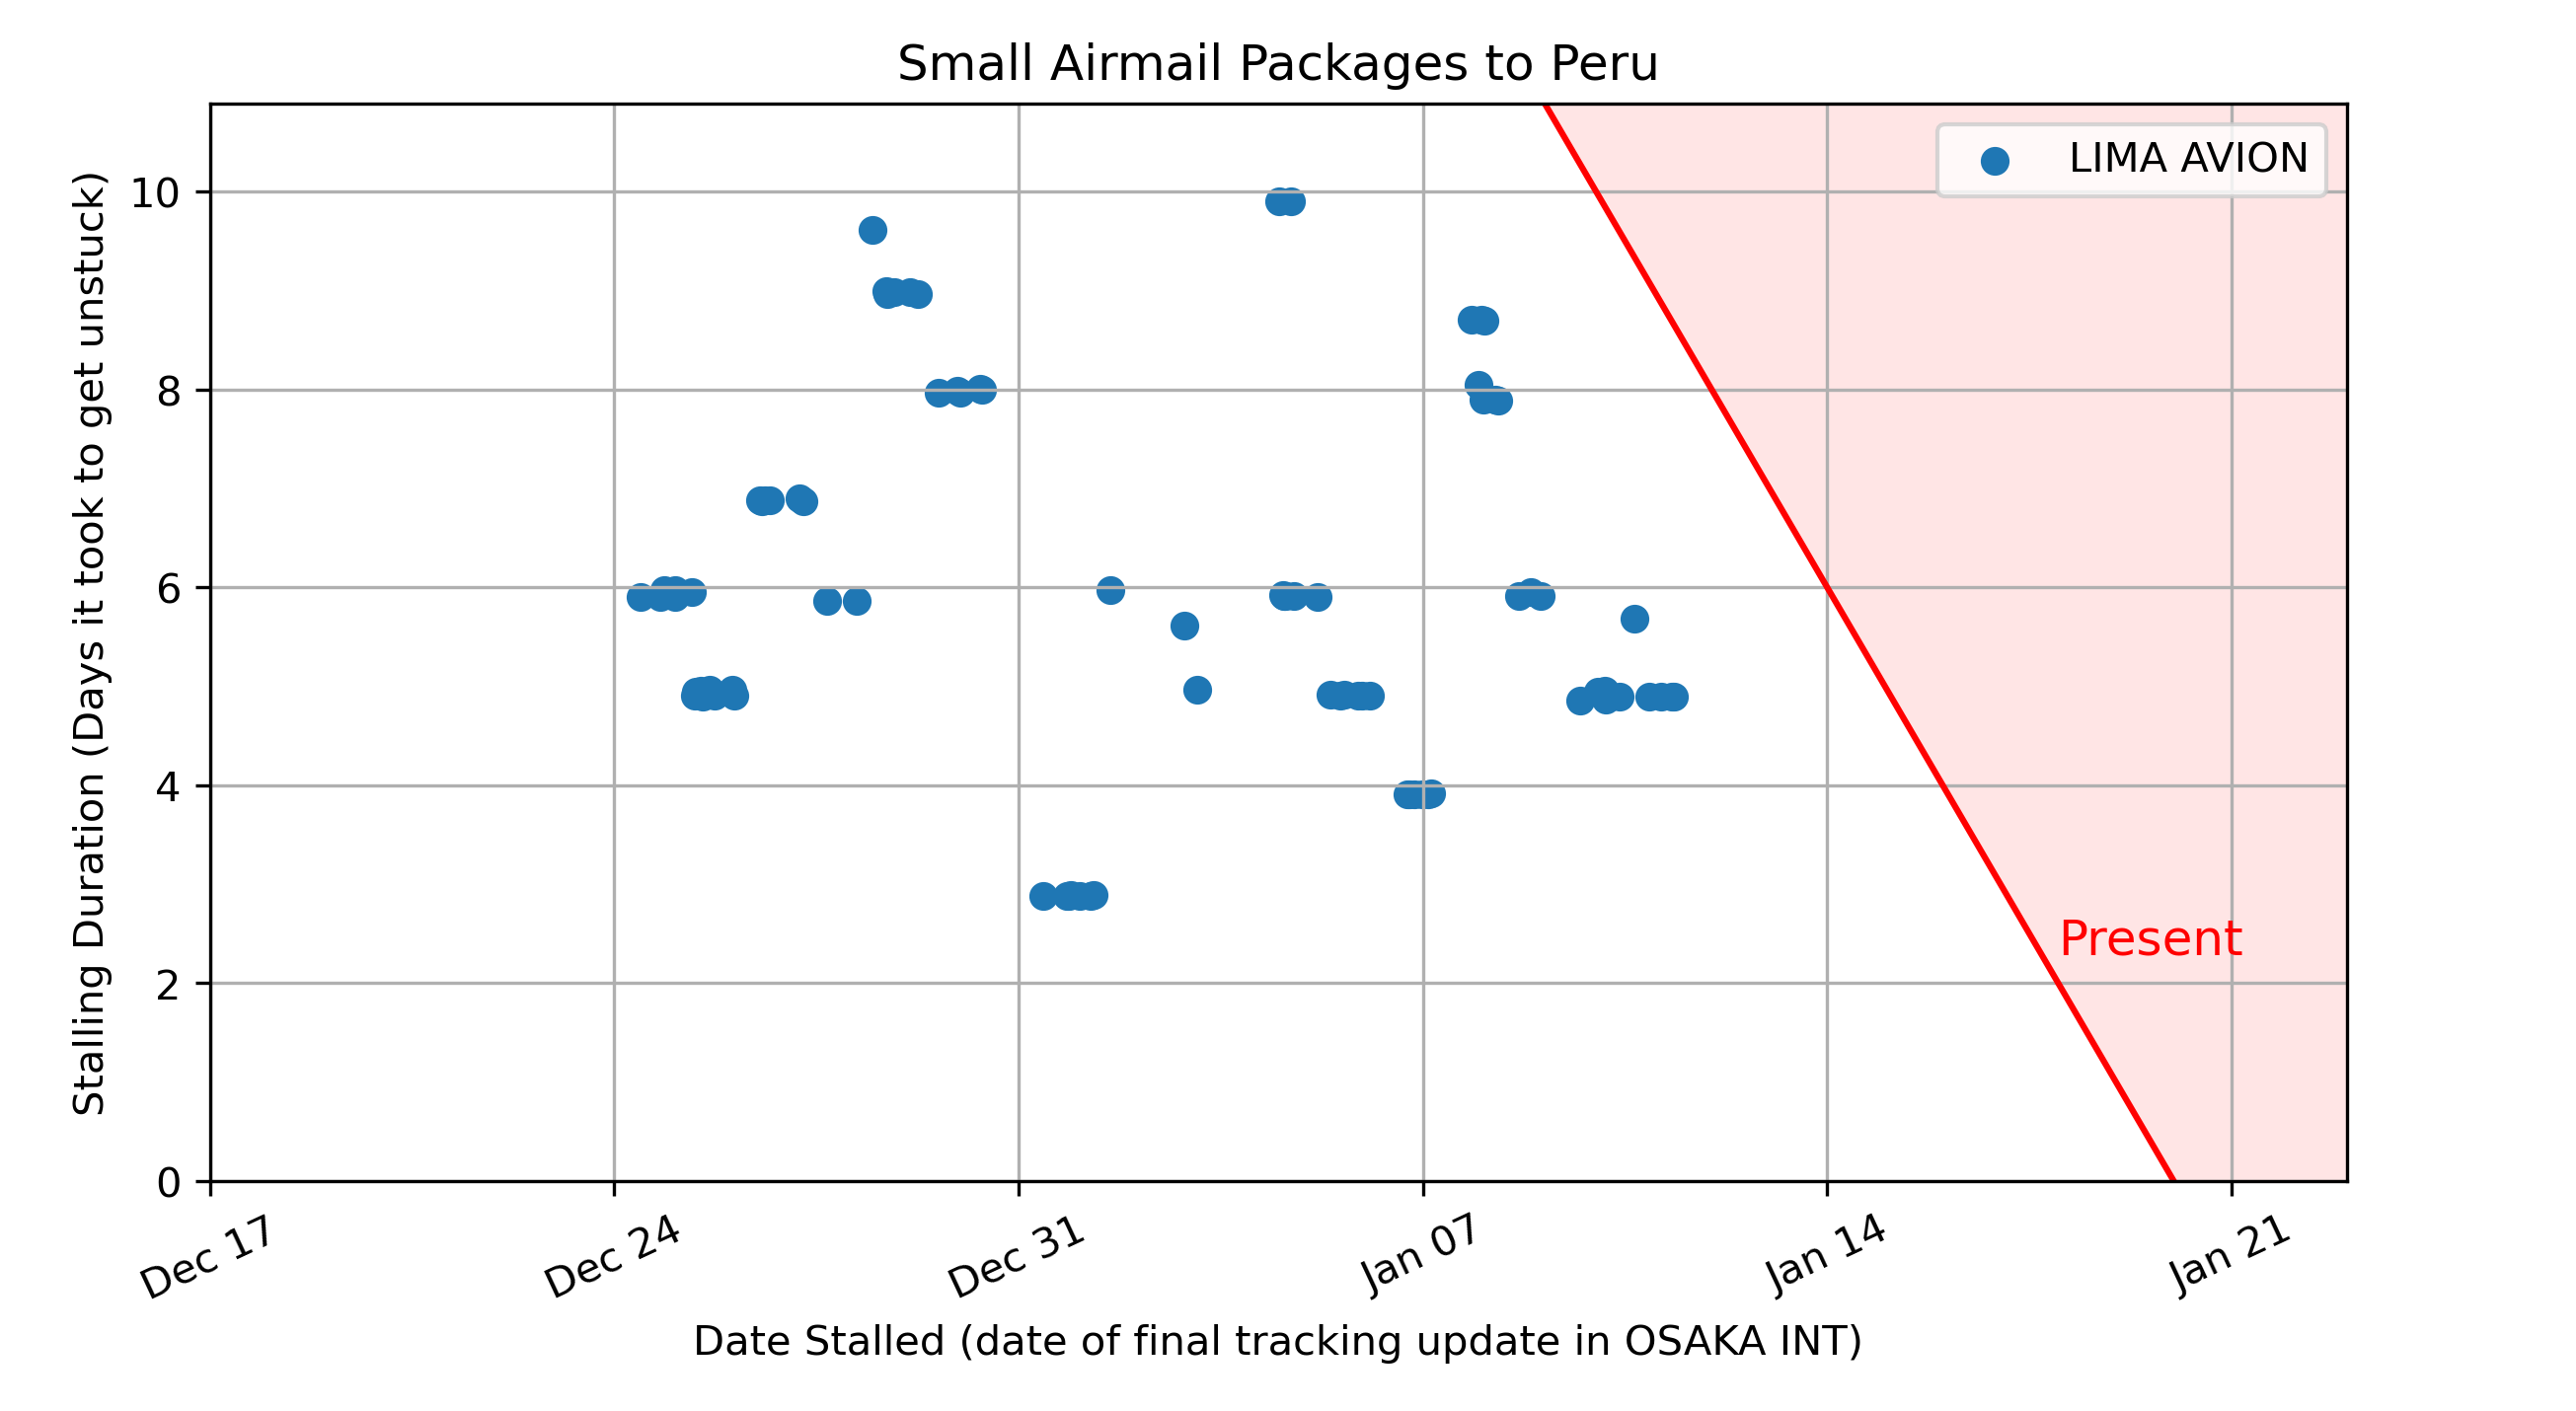 Small Airmail Packages to Peru
LIMA AVION
Stalling Duration (Days it took to get unstuck)
10
8
6
4
2
0
Present
Dec 17
Dec 24
Dec 31
Jan 07
Jan 14
Jan 21
Date Stalled (date of final tracking update in OSAKA INT)